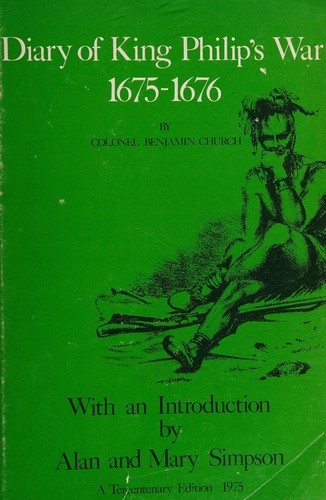 Diary of King Philip's War
1675-1676
BY
COLONEL BENJAMIN CHURCH
With an Introduction
by
Alan and Mary Simpson
A Tercentenary Edition 1975